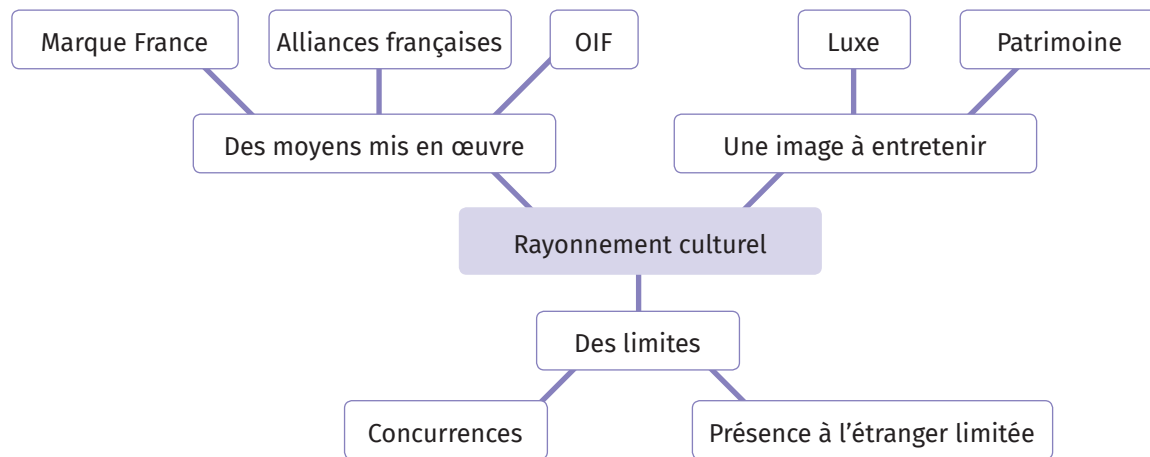 Marque France
Alliances françaises
OIF
Luxe
Patrimoine
Des moyens mis en œuvre
Une image à entretenir
Rayonnement culturel
Des limites
Concurrences
Présence à l’étranger limitée